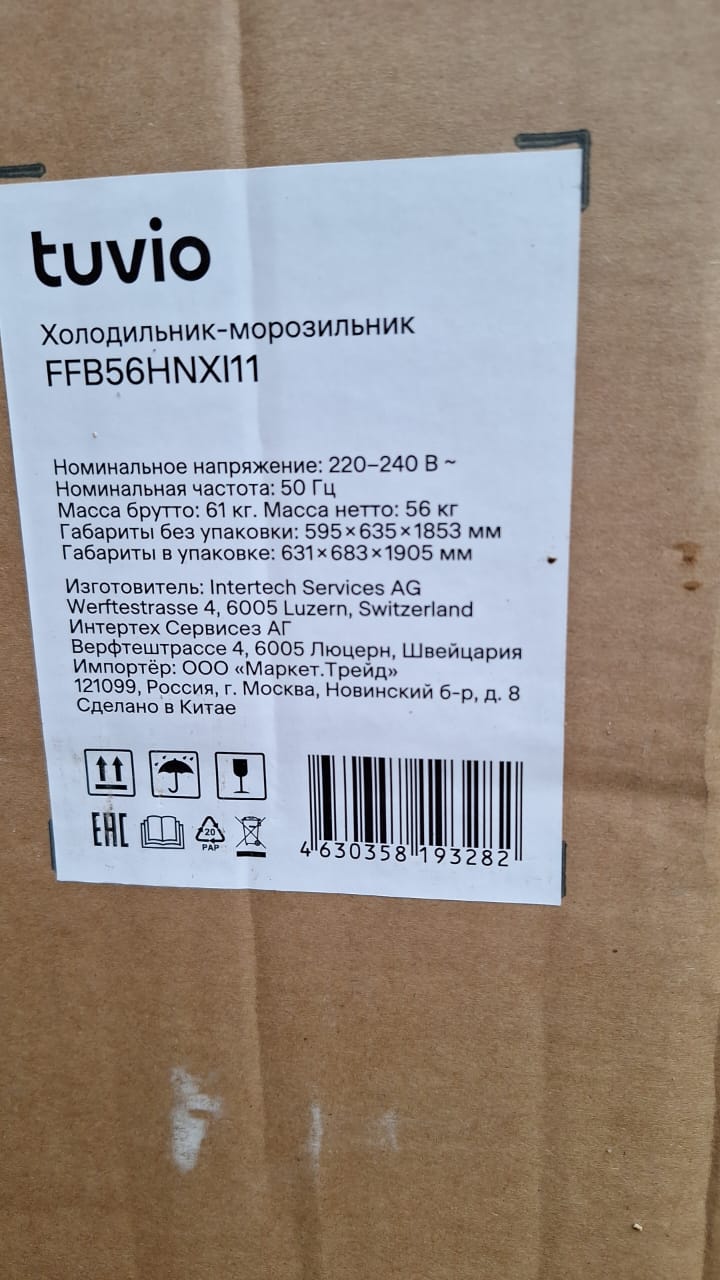 tuvio
Холодильник-морозильник
FFB56HNXI11
Номинальное напряжение: 220–240 В ~
Номинальная частота: 50 Гц
Масса брутто: 61 кг. Масса нетто: 56 кг
Габариты без упаковки: 595×635×1853 мм
Габариты в упаковке: 631×683×1905 мм
Изготовитель: Intertech Services AG
Werftestrasse 4, 6005 Luzern, Switzerland
Интертех Сервисез АГ
Верфтештрассе 4, 6005 Люцерн, Швейцария
Импортёр: ООО «Маркет.Трейд»
121099, Россия, г. Москва, Новинский б-р, д. 8
Сделано в Китае
EAC
20
PAP
4 630358 193282